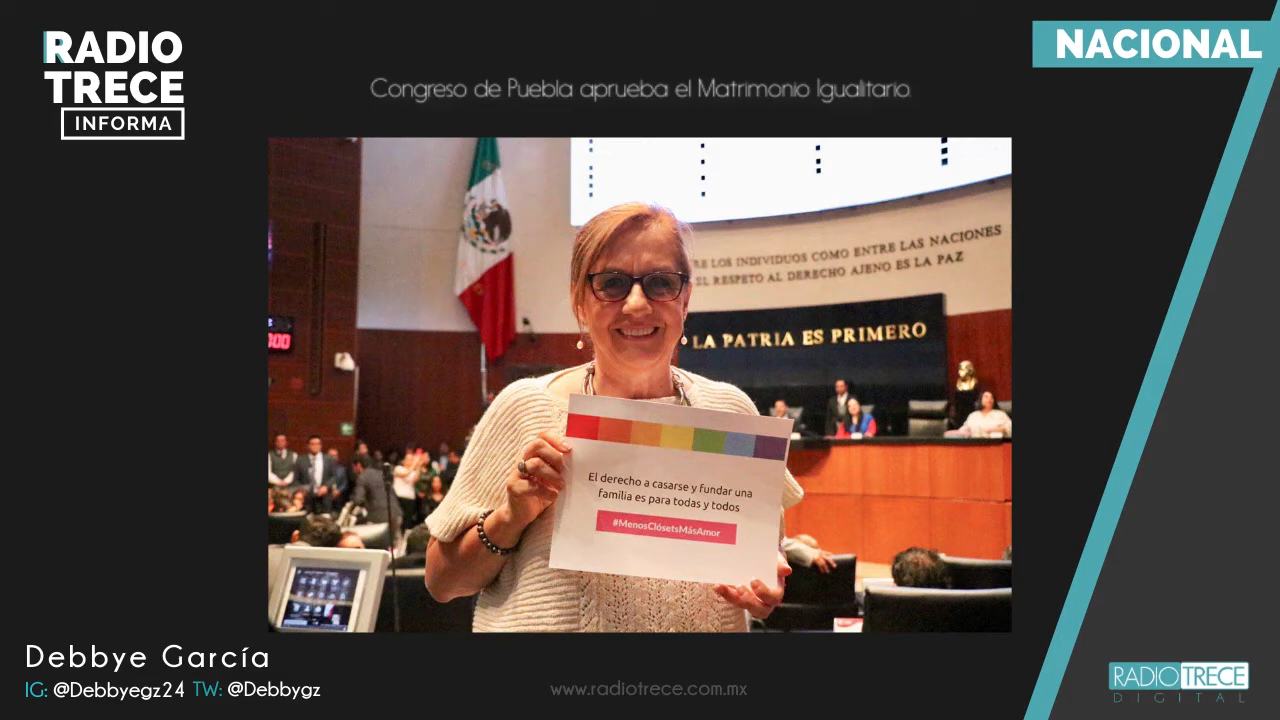 RADIO
TRECE
INFORMA
NACIONAL
Congreso de Puebla aprueba el Matrimonio Igualitario.
RE LOS INDIVIDUOS COMO ENTRE LAS NACIONES
EL RESPETO AL DERECHO AJENO ES LA PAZ
LA PATRIA ES PRIMERO
El derecho a casarse y fundar una
familia es para todas y todos
#MenosClósetsMásAmor
Debbye García
IG: @Debbyegz24 TW: @Debbygz
www.radiotrece.com.mx
RADIO TRECE
DIGITAL